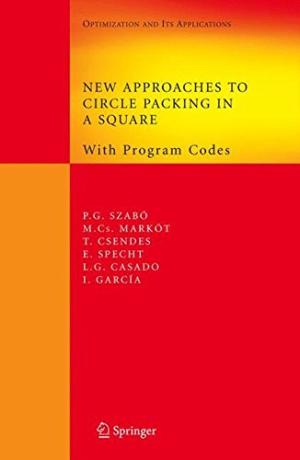 OPTIMIZATION AND ITS APPLICATIONS
NEW APPROACHES TO
CIRCLE PACKING IN
A SQUARE
With Program Codes
P.G. SZABÓ
M.CS. MARKÓT
T. CSENDES
E. SPECHT
L.G. CASADO
I. GARCÍA
Springer